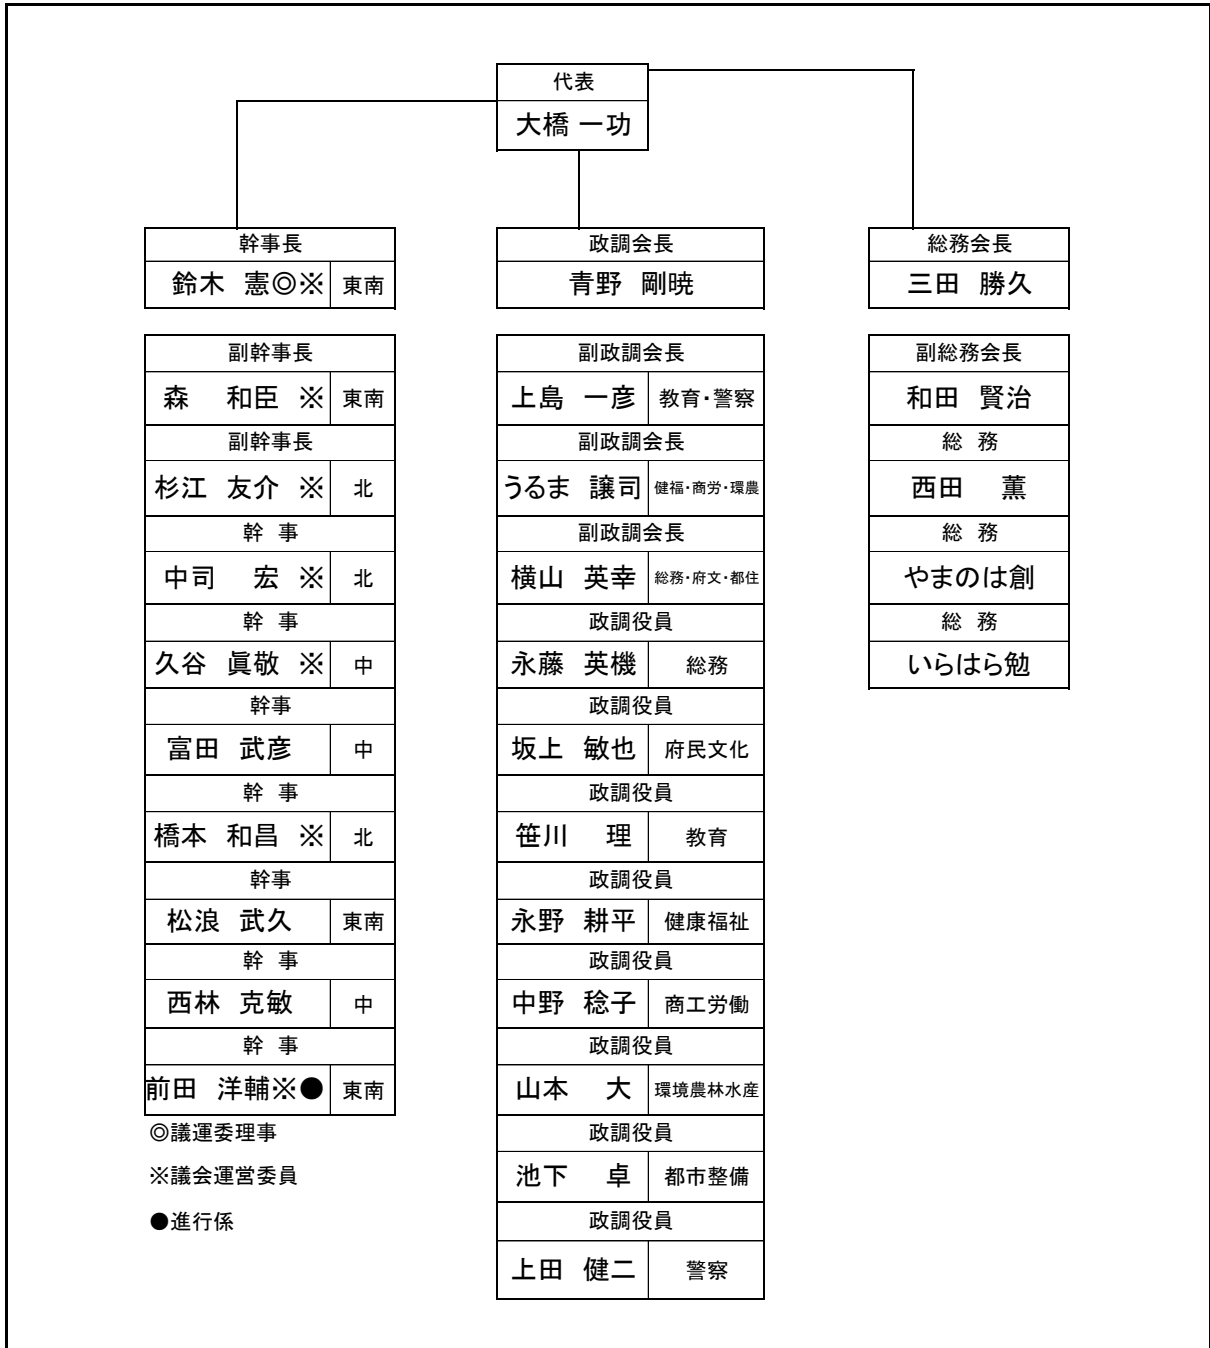 代表
大橋 一功
幹事長
鈴木 憲◎※ 東南
副幹事長
森 和臣 ※ 東南
副幹事長
杉江 友介 ※ 北
幹 事
中司 宏 ※ 北
幹 事
久谷 眞敬 ※ 中
幹事
富田 武彦 中
幹 事
橋本 和昌 ※ 北
幹事
松浪 武久 東南
幹 事
西林 克敏 中
幹 事
前田 洋輔※● 東南
◎議運委理事
※議会運営委員
●進行係
政調会長
青野 剛暁
副政調会長
上島 一彦 教育・警察
副政調会長
うるま 譲司 健福・商労・環農
副政調会長
横山 英幸 総務・府文・都住
政調役員
永藤 英機 総務
政調役員
坂上 敏也 府民文化
政調役員
笹川 理 教育
政調役員
永野 耕平 健康福祉
政調役員
中野 稔子 商工労働
政調役員
山本 大 環境農林水産
政調役員
池下 卓 都市整備
政調役員
上田 健二 警察
総務会長
三田 勝久
副総務会長
和田 賢治
総 務
西田 薫
総 務
やまのは創
総 務
いらはら勉